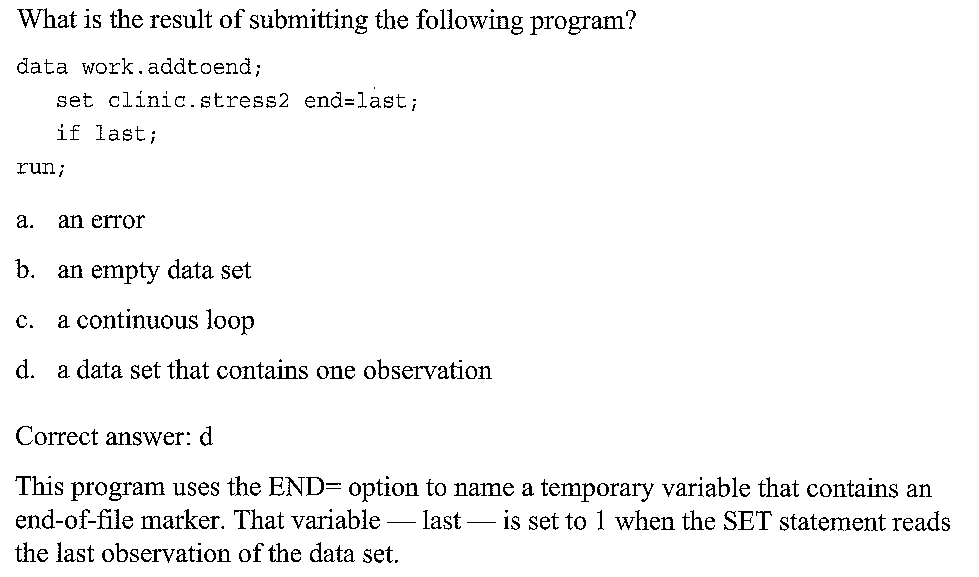 What is the result of submitting the following program?
data work.addtoend;
set clinic.stress2 end=last;
if last;
run;
a. an error
b. an empty data set
c. a continuous loop
d. a data set that contains one observation
Correct answer: d
This program uses the END= option to name a temporary variable that contains an
end-of-file marker. That variable — last — is set to 1 when the SET statement reads
the last observation of the data set.